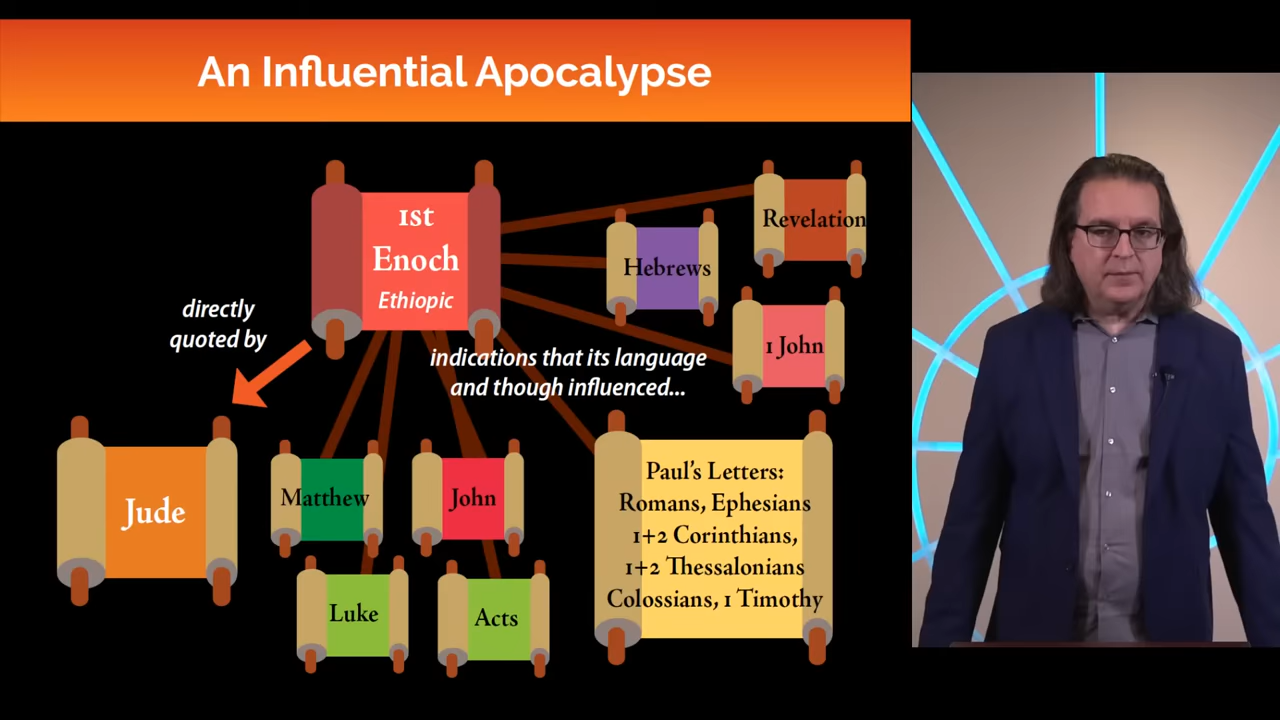 An Influential Apocalypse
1st
Enoch
Ethiopic
directly
quoted by
indications that its language
and though influenced...
Revelation
Hebrews
1 John
Jude
Matthew
John
Luke
Acts
Paul's Letters:
Romans, Ephesians
1+2 Corinthians,
1+2 Thessalonians
Colossians, 1 Timothy